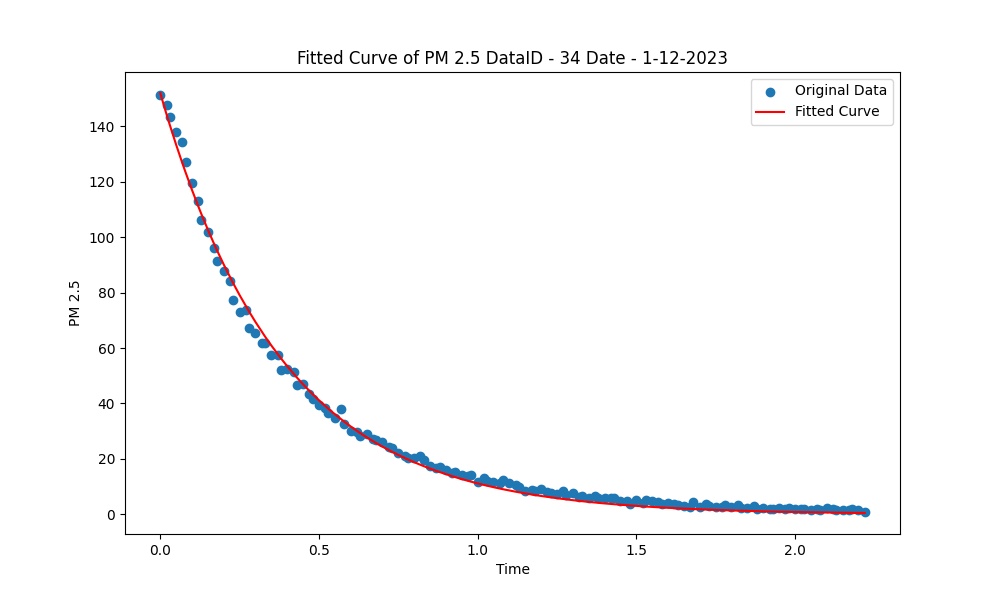 Fitted Curve of PM 2.5 DataID - 34 Date - 1-12-2023
Original Data
Fitted Curve
140
120
100
80
60
40
20
0
PM 2.5
0.0 0.5 1.0 1.5 2.0
Time